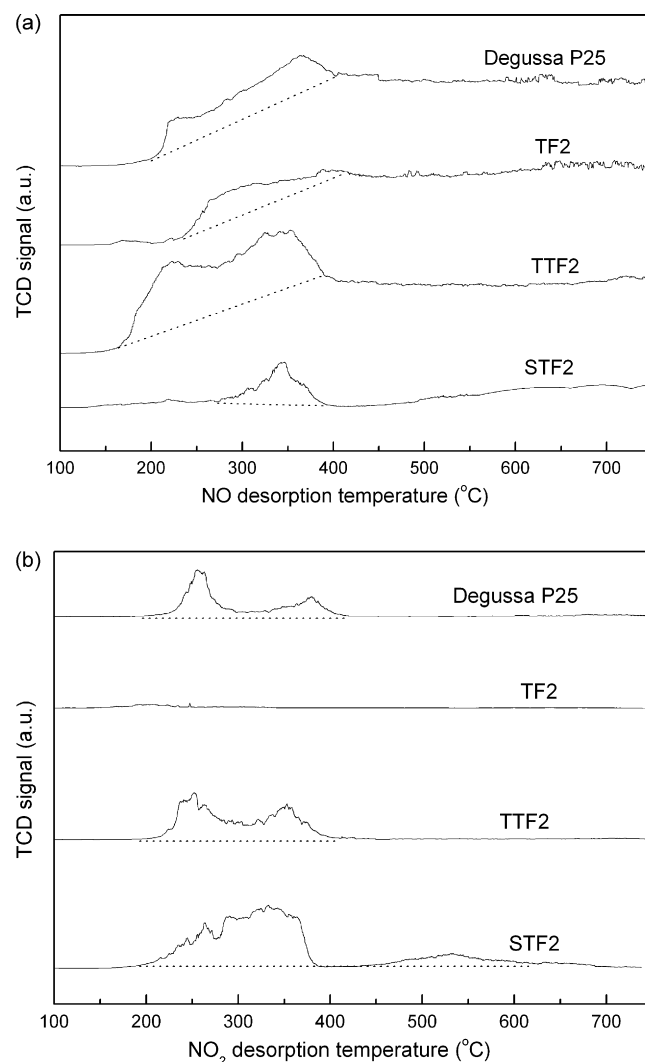 (a)
Degussa P25
TF2
TTF2
STF2
TCD signal (a.u.)
100 200 300 400 500 600 700
NO desorption temperature (°C)
(b)
Degussa P25
TF2
TTF2
STF2
TCD signal (a.u.)
100 200 300 400 500 600 700
NO₂ desorption temperature (°C)